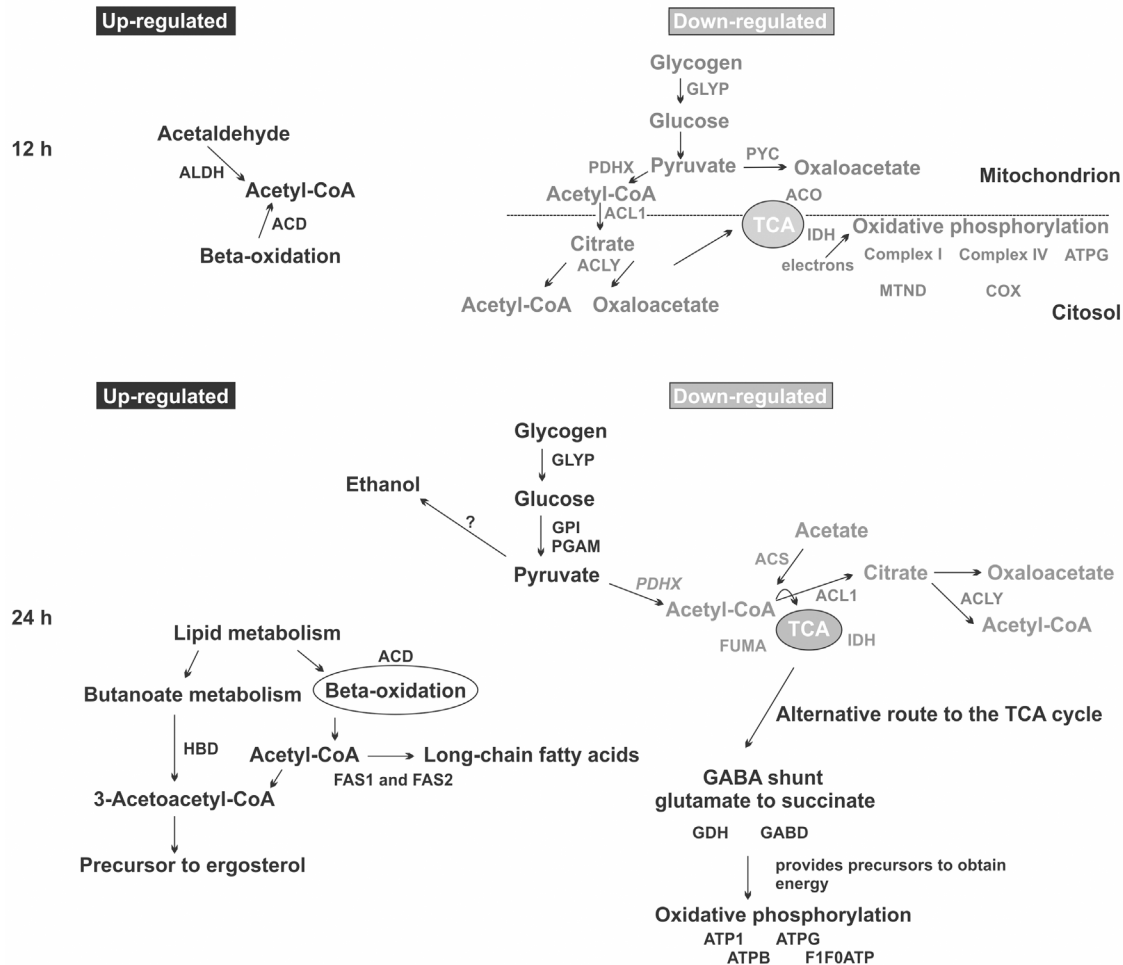 Up-regulated
Down-regulated
12 h
Acetaldehyde
ALDH
Acetyl-CoA
ACD
Beta-oxidation
Glycogen
GLYP
Glucose
PDHX
Pyruvate
PYC
Oxaloacetate
Mitochondrion
Acetyl-CoA
ACO
ACL1
TCA
IDH
Oxidative phosphorylation
Citrate
ACLY
electrons
Complex I
Complex IV
ATPG
Acetyl-CoA
Oxaloacetate
MTND
COX
Citosol
Up-regulated
Down-regulated
24 h
Glycogen
GLYP
Ethanol
Glucose
?
GPI
PGAM
Pyruvate
PDHX
Acetate
ACS
Acetyl-CoA
Citrate
Oxaloacetate
ACL1
ACLY
Acetyl-CoA
TCA
FUMA
IDH
Lipid metabolism
ACD
Butanoate metabolism
Beta-oxidation
HBD
Acetyl-CoA
Long-chain fatty acids
FAS1 and FAS2
3-Acetoacetyl-CoA
Precursor to ergosterol
Alternative route to the TCA cycle
GABA shunt
glutamate to succinate
GDH
GABD
provides precursors to obtain
energy
Oxidative phosphorylation
ATP1
ATPG
ATPB
F1F0ATP